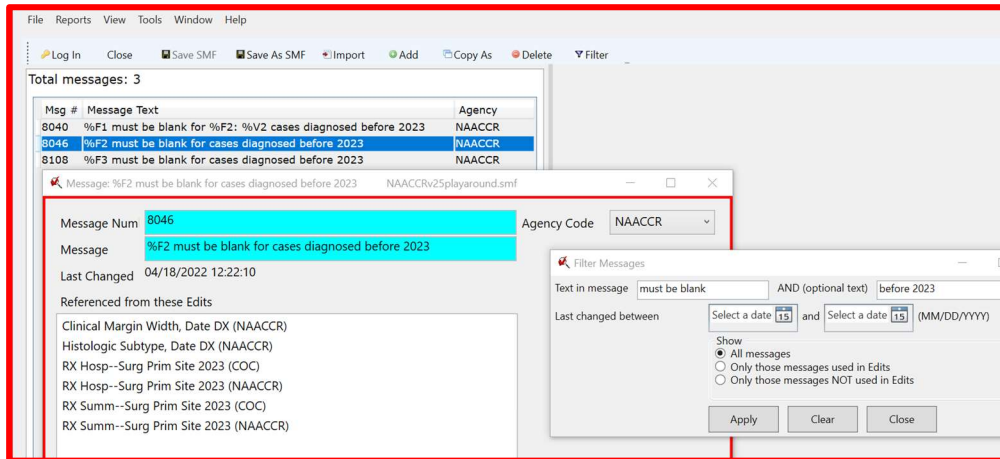 File Reports View Tools Window Help
Log In Close Save SMF Save As SMF Import Add Copy As Delete Filter
Total messages: 3
Msg # Message Text Agency
8040 %F1 must be blank for %F2: %V2 cases diagnosed before 2023 NAACCR
8046 %F2 must be blank for cases diagnosed before 2023 NAACCR
8108 %F3 must be blank for cases diagnosed before 2023 NAACCR
Message: %F2 must be blank for cases diagnosed before 2023 NAACCRv25playaround.smf
Message Num 8046 Agency Code NAACCR
Message %F2 must be blank for cases diagnosed before 2023
Last Changed 04/18/2022 12:22:10
Referenced from these Edits
Clinical Margin Width, Date DX (NAACCR)
Histologic Subtype, Date DX (NAACCR)
RX Hosp--Surg Prim Site 2023 (COC)
RX Hosp--Surg Prim Site 2023 (NAACCR)
RX Summ--Surg Prim Site 2023 (COC)
RX Summ--Surg Prim Site 2023 (NAACCR)
Filter Messages
Text in message must be blank AND (optional text) before 2023
Last changed between Select a date 15 and Select a date 15 (MM/DD/YYYY)
Show
All messages
Only those messages used in Edits
Only those messages NOT used in Edits
Apply Clear Close